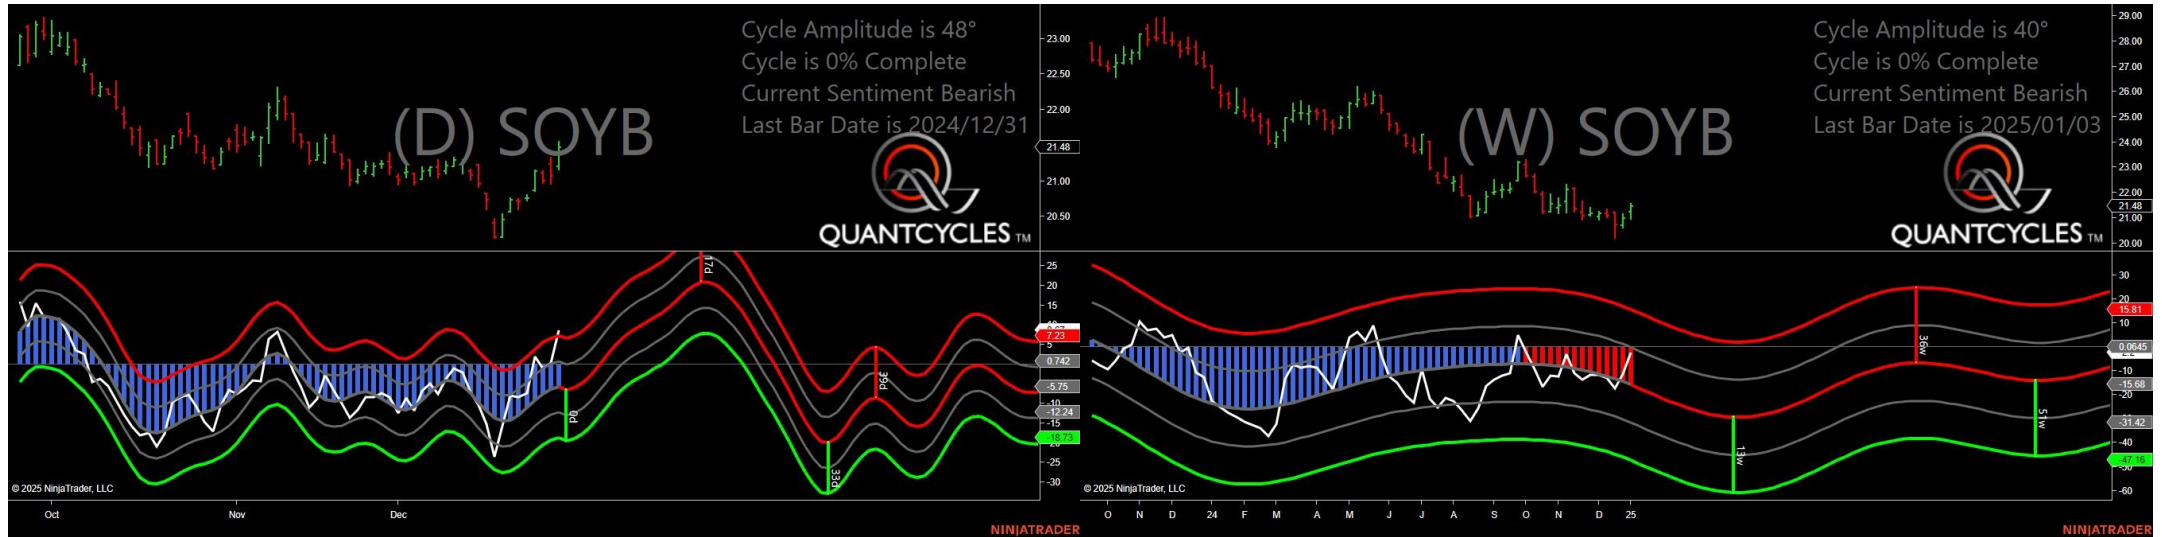 Cycle Amplitude is 48°
Cycle is 0% Complete
Current Sentiment Bearish
Last Bar Date is 2024/12/31
(D) SOYB
QUANTCYCLES TM
23.00
22.50
22.00
21.48
21.00
20.50
25
20
15
7.23
5
0.742
-5.75
-10
-12.24
-15
-18.73
-25
-30
17d
0d
33d
39d
© 2025 NinjaTrader, LLC
Oct Nov Dec
NINJATRADER
Cycle Amplitude is 40°
Cycle is 0% Complete
Current Sentiment Bearish
Last Bar Date is 2025/01/03
(W) SOYB
QUANTCYCLES TM
29.00
28.00
27.00
26.00
25.00
24.00
23.00
22.00
21.48
21.00
20.00
30
20
15.81
10
0.0645
-10
-15.68
-20
-31.42
-40
-47.16
-60
13w
36w
51w
© 2025 NinjaTrader, LLC
O N D 24 F M A M J J A S O N D 25
NINJATRADER